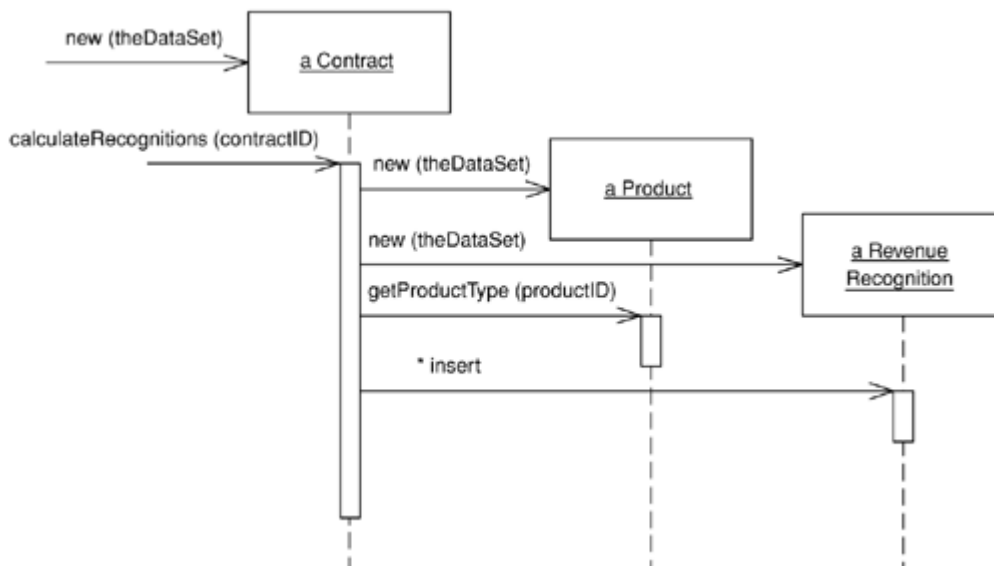 new (theDataSet)
a Contract
calculateRecognitions (contractID)
new (theDataSet)
a Product
new (theDataSet)
a Revenue
Recognition
getProductType (productID)
* insert